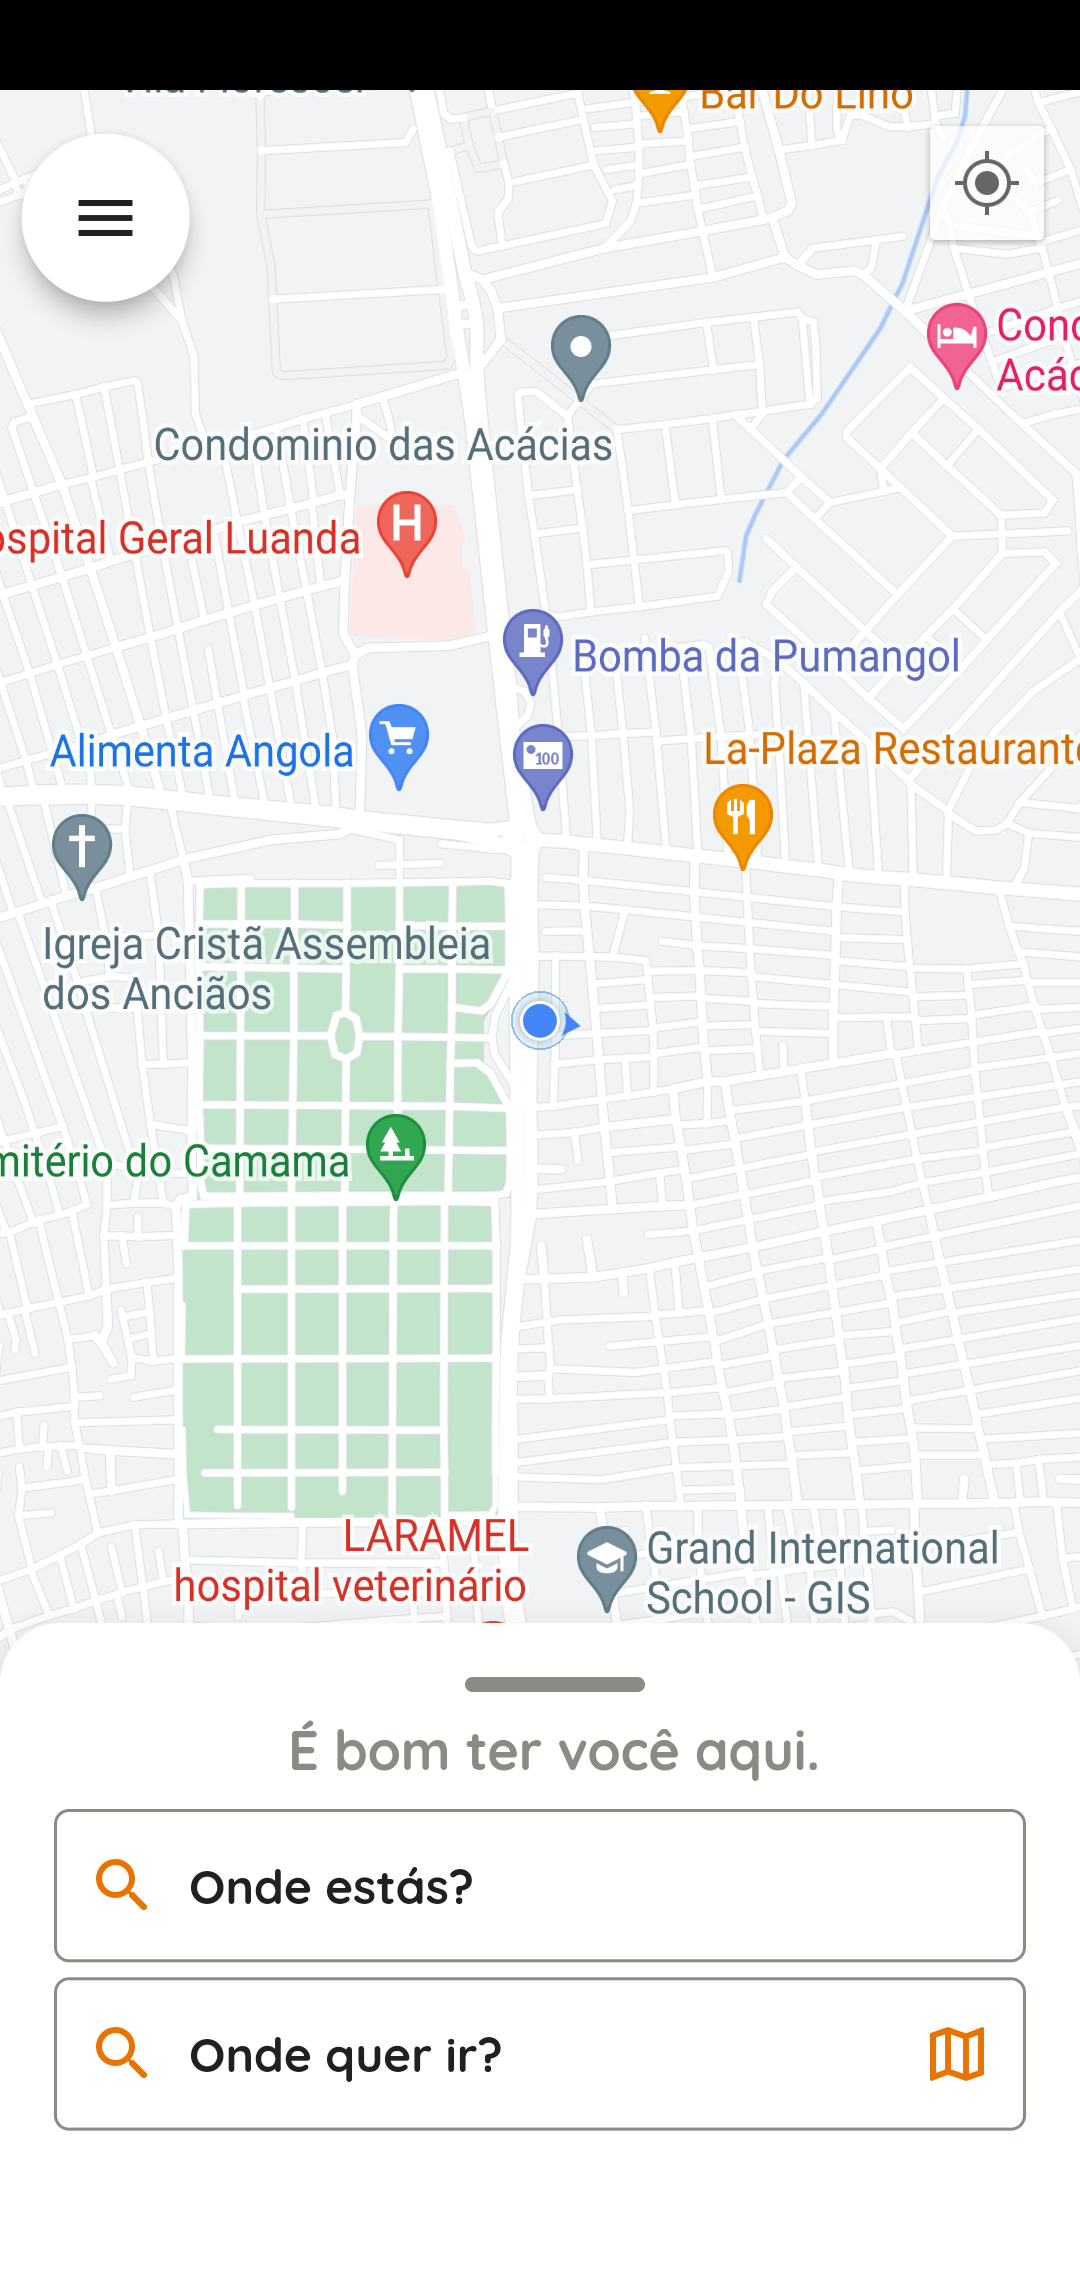 Bar Do Lino
Cond
Acác
Condominio das Acácias
ospital Geral Luanda
H
Bomba da Pumangol
La-Plaza Restaurante
Alimenta Angola
100
Igreja Cristã Assembleia
dos Anciãos
mitério do Camama
LARAMEL
hospital veterinário
Grand International
School - GIS
É bom ter você aqui.
Onde estás?
Onde quer ir?